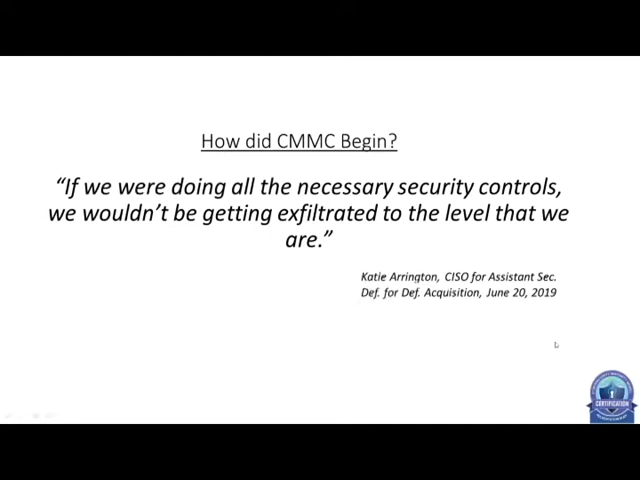 How did CMMC Begin?
“If we were doing all the necessary security controls,
we wouldn’t be getting exfiltrated to the level that we
are.”
Katie Arrington, CISO for Assistant Sec.
Def. for Def. Acquisition, June 20, 2019
CERTIFICATION